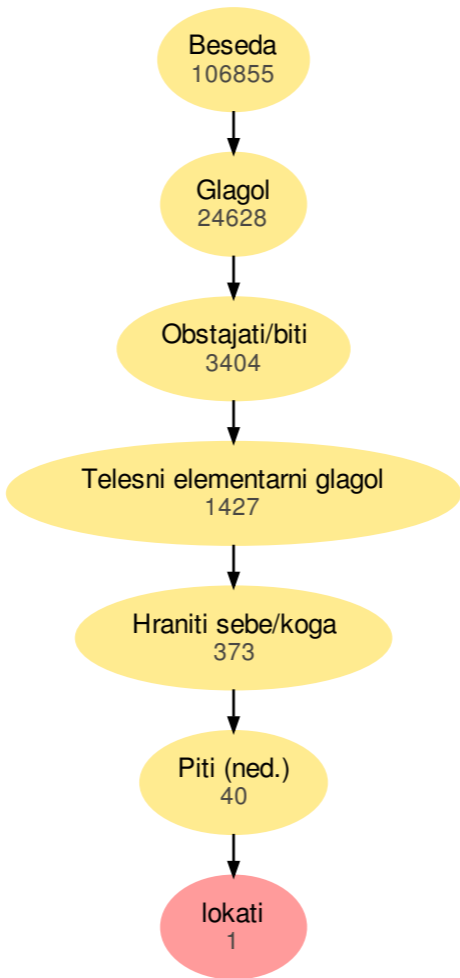 Beseda
106855
Glagol
24628
Obstajati/biti
3404
Telesni elementarni glagol
1427
Hraniti sebe/koga
373
Piti (ned.)
40
lokati
1